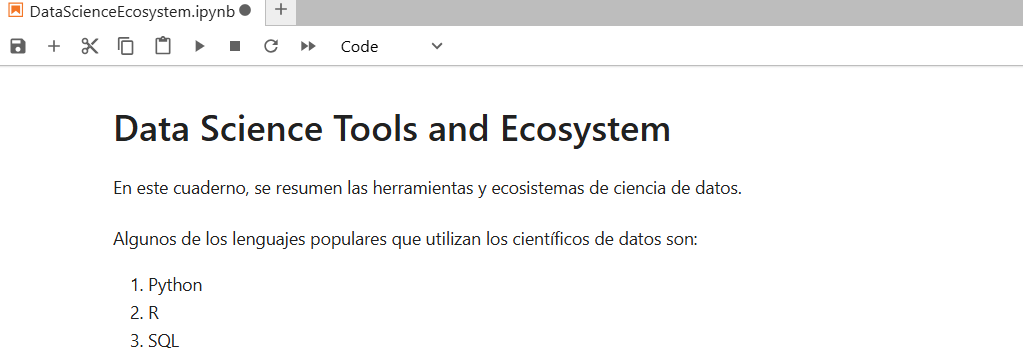 DataScienceEcosystem.ipynb
Code
Data Science Tools and Ecosystem
En este cuaderno, se resumen las herramientas y ecosistemas de ciencia de datos.
Algunos de los lenguajes populares que utilizan los científicos de datos son:
1. Python
2. R
3. SQL